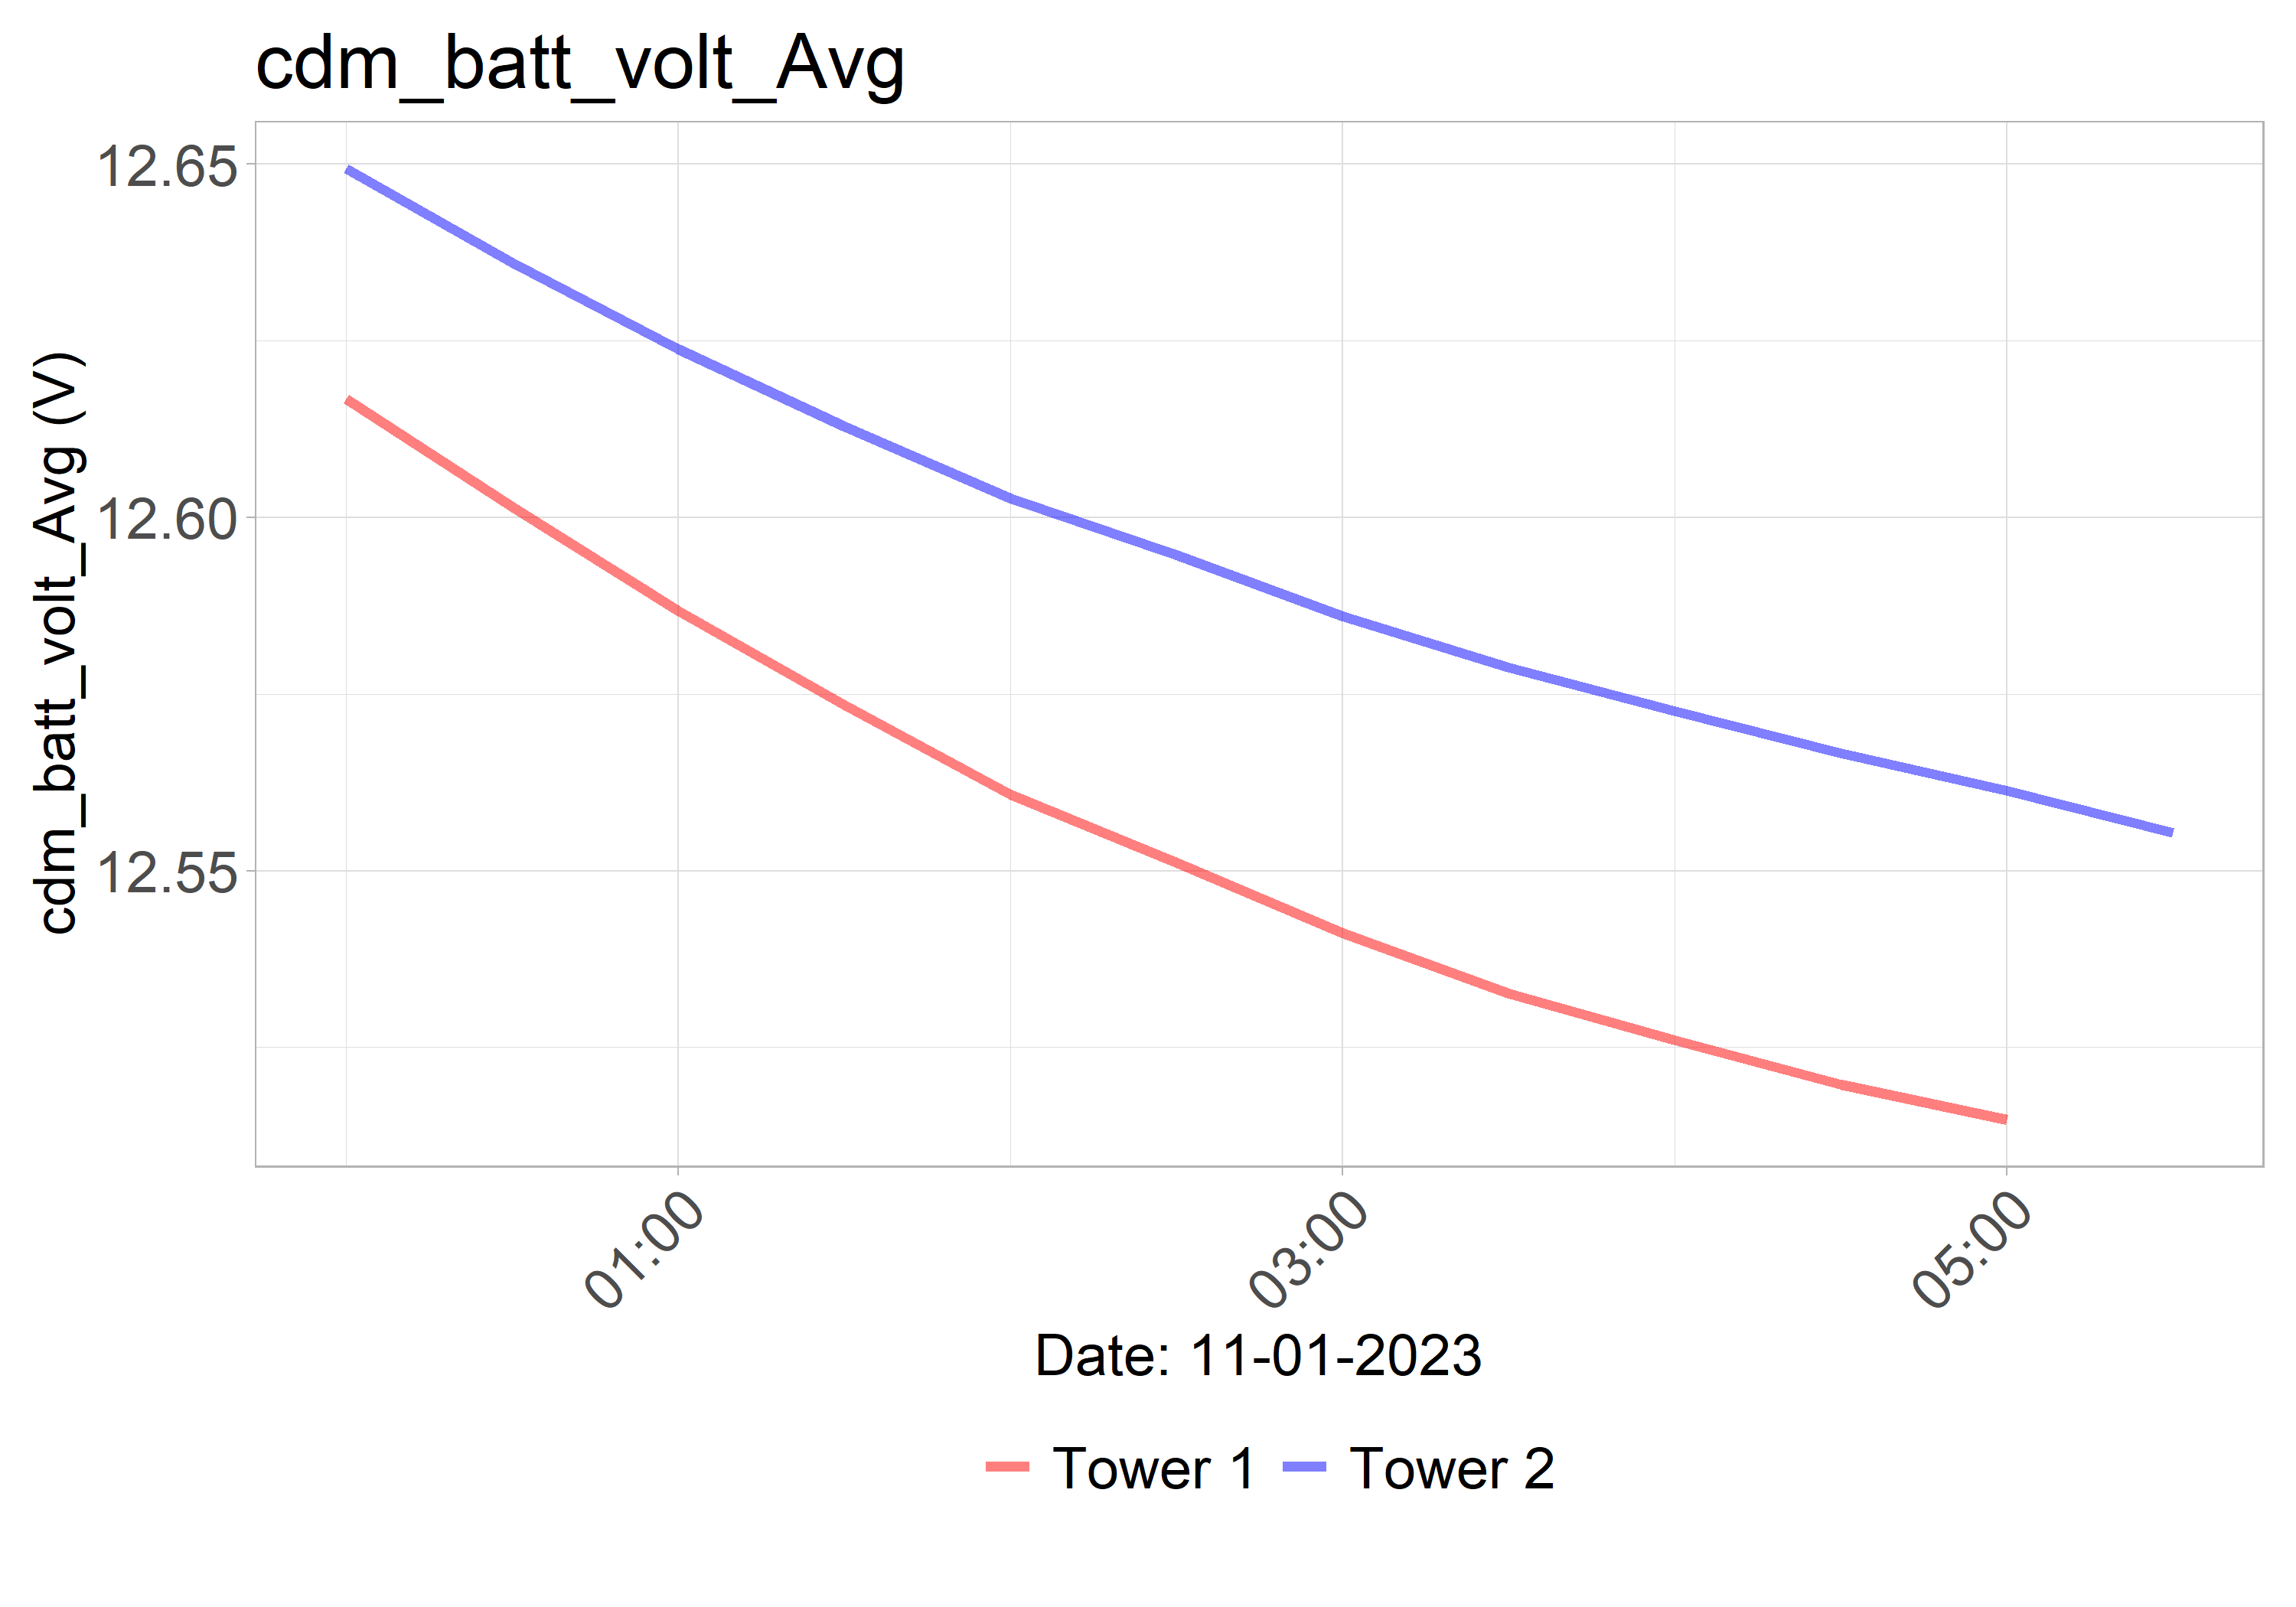 cdm_batt_volt_Avg
cdm_batt_volt_Avg (V)
12.65
12.60
12.55
01:00
03:00
05:00
Date: 11-01-2023
Tower 1
Tower 2